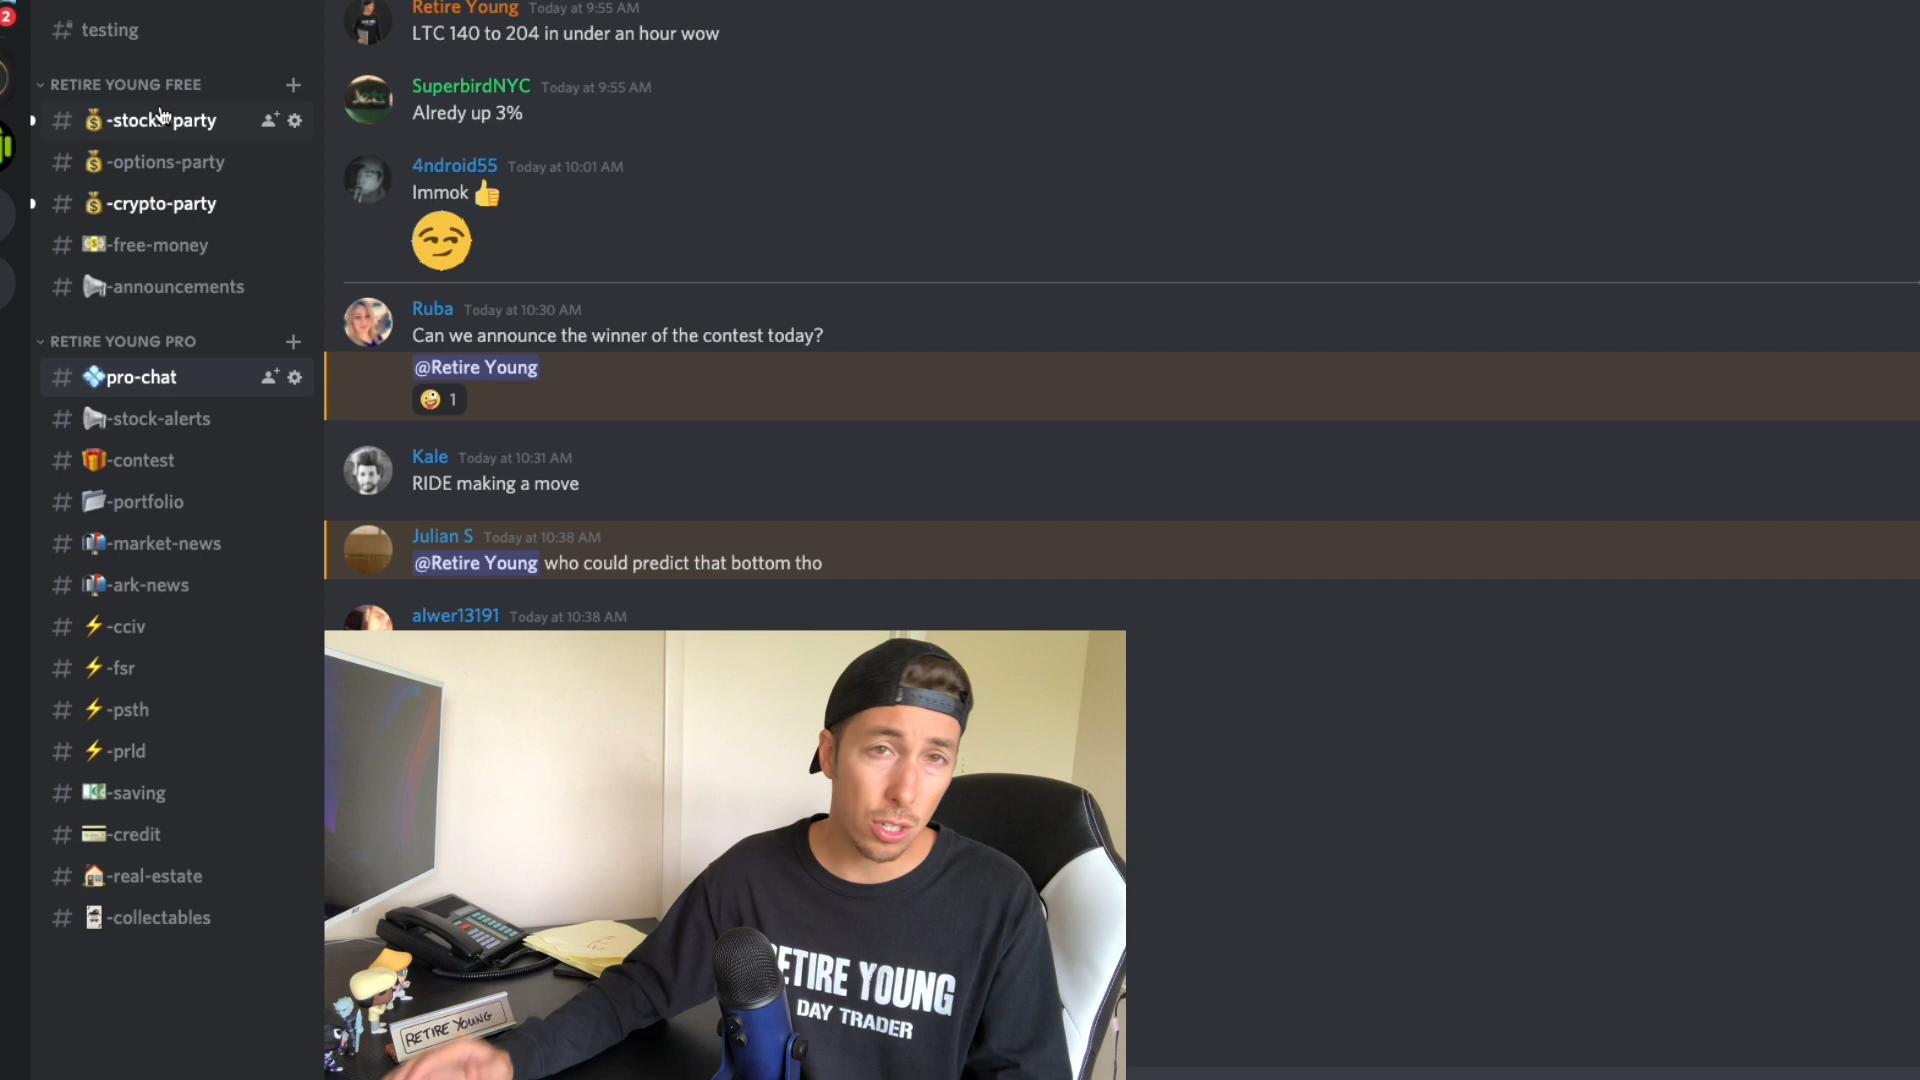 2
testing
RETIRE YOUNG FREE
-stocks-party
-options-party
-crypto-party
-free-money
-announcements
RETIRE YOUNG PRO
pro-chat
-stock-alerts
-contest
-portfolio
-market-news
-ark-news
-cciv
-fsr
-psth
-prld
-saving
-credit
-real-estate
-collectables
Retire Young Today at 9:55 AM
LTC 140 to 204 in under an hour wow
SuperbirdNYC Today at 9:55 AM
Alredy up 3%
4ndroid55 Today at 10:01 AM
Immok
Ruba Today at 10:30 AM
Can we announce the winner of the contest today?
@Retire Young
1
Kale Today at 10:31 AM
RIDE making a move
Julian S Today at 10:38 AM
@Retire Young who could predict that bottom tho
alwer13191 Today at 10:38 AM
RETIRE YOUNG
DAY TRADER
RETIRE YOUNG